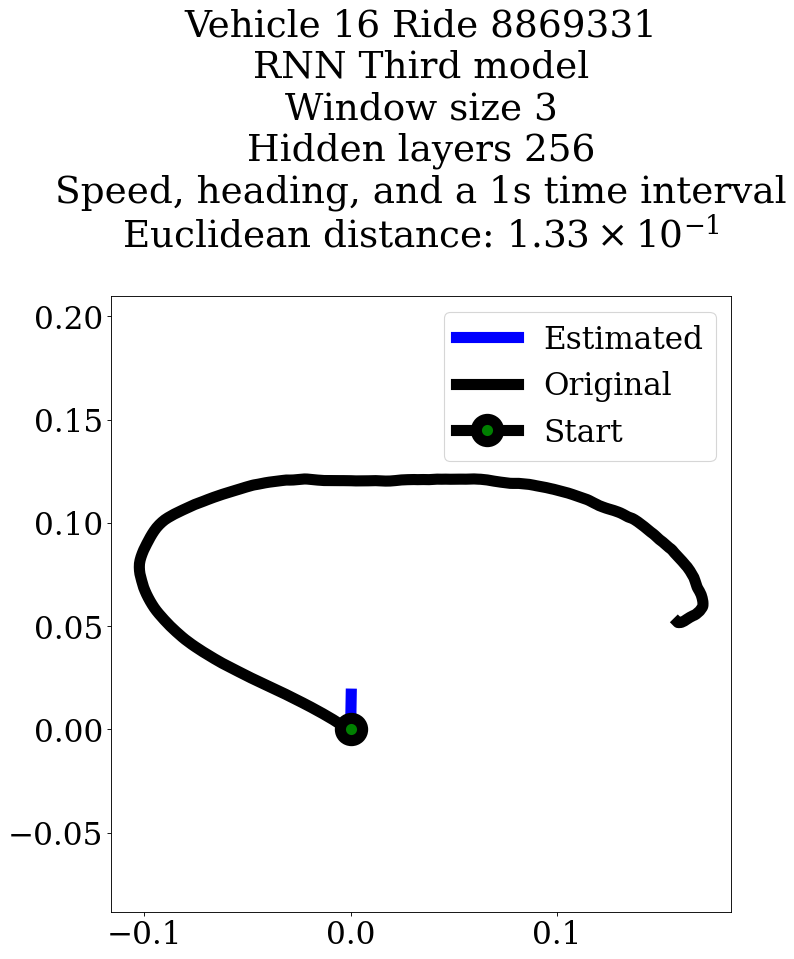 Vehicle 16 Ride 8869331
RNN Third model
Window size 3
Hidden layers 256
Speed, heading, and a 1s time interval
Euclidean distance: 1.33 × 10⁻¹
Estimated
Original
Start
0.20
0.15
0.10
0.05
0.00
−0.05
−0.1
0.0
0.1